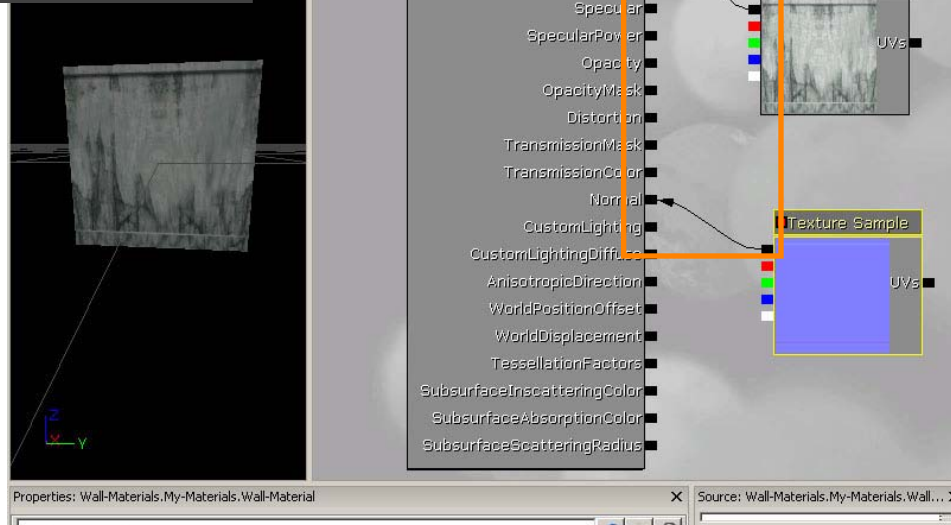 Specular
SpecularPower
Opacity
OpacityMask
Distortion
TransmissionMask
TransmissionColor
Normal
CustomLighting
CustomLightingDiffuse
AnisotropicDirection
WorldPositionOffset
WorldDisplacement
TessellationFactors
SubsurfaceInscatteringColor
SubsurfaceAbsorptionColor
SubsurfaceScatteringRadius
UVs
Texture Sample
UVs
Z
X
Y
Properties: Wall-Materials.My-Materials.Wall-Material
Source: Wall-Materials.My-Materials.Wall...